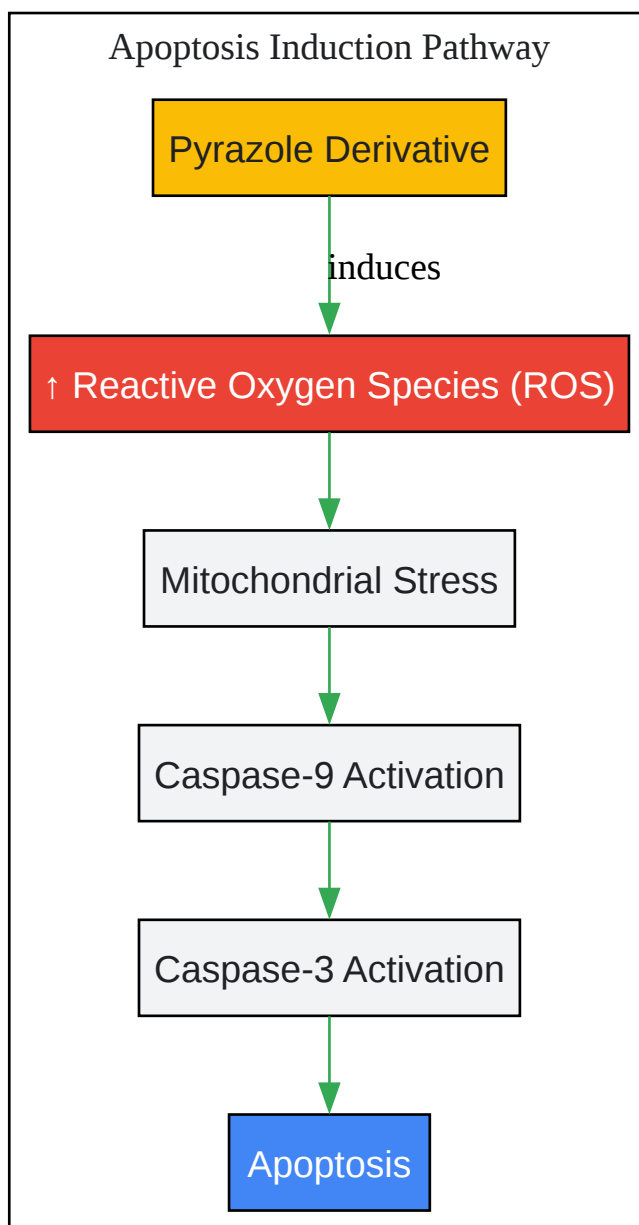 Apoptosis Induction Pathway
Pyrazole Derivative
induces
↑ Reactive Oxygen Species (ROS)
Mitochondrial Stress
Caspase-9 Activation
Caspase-3 Activation
Apoptosis